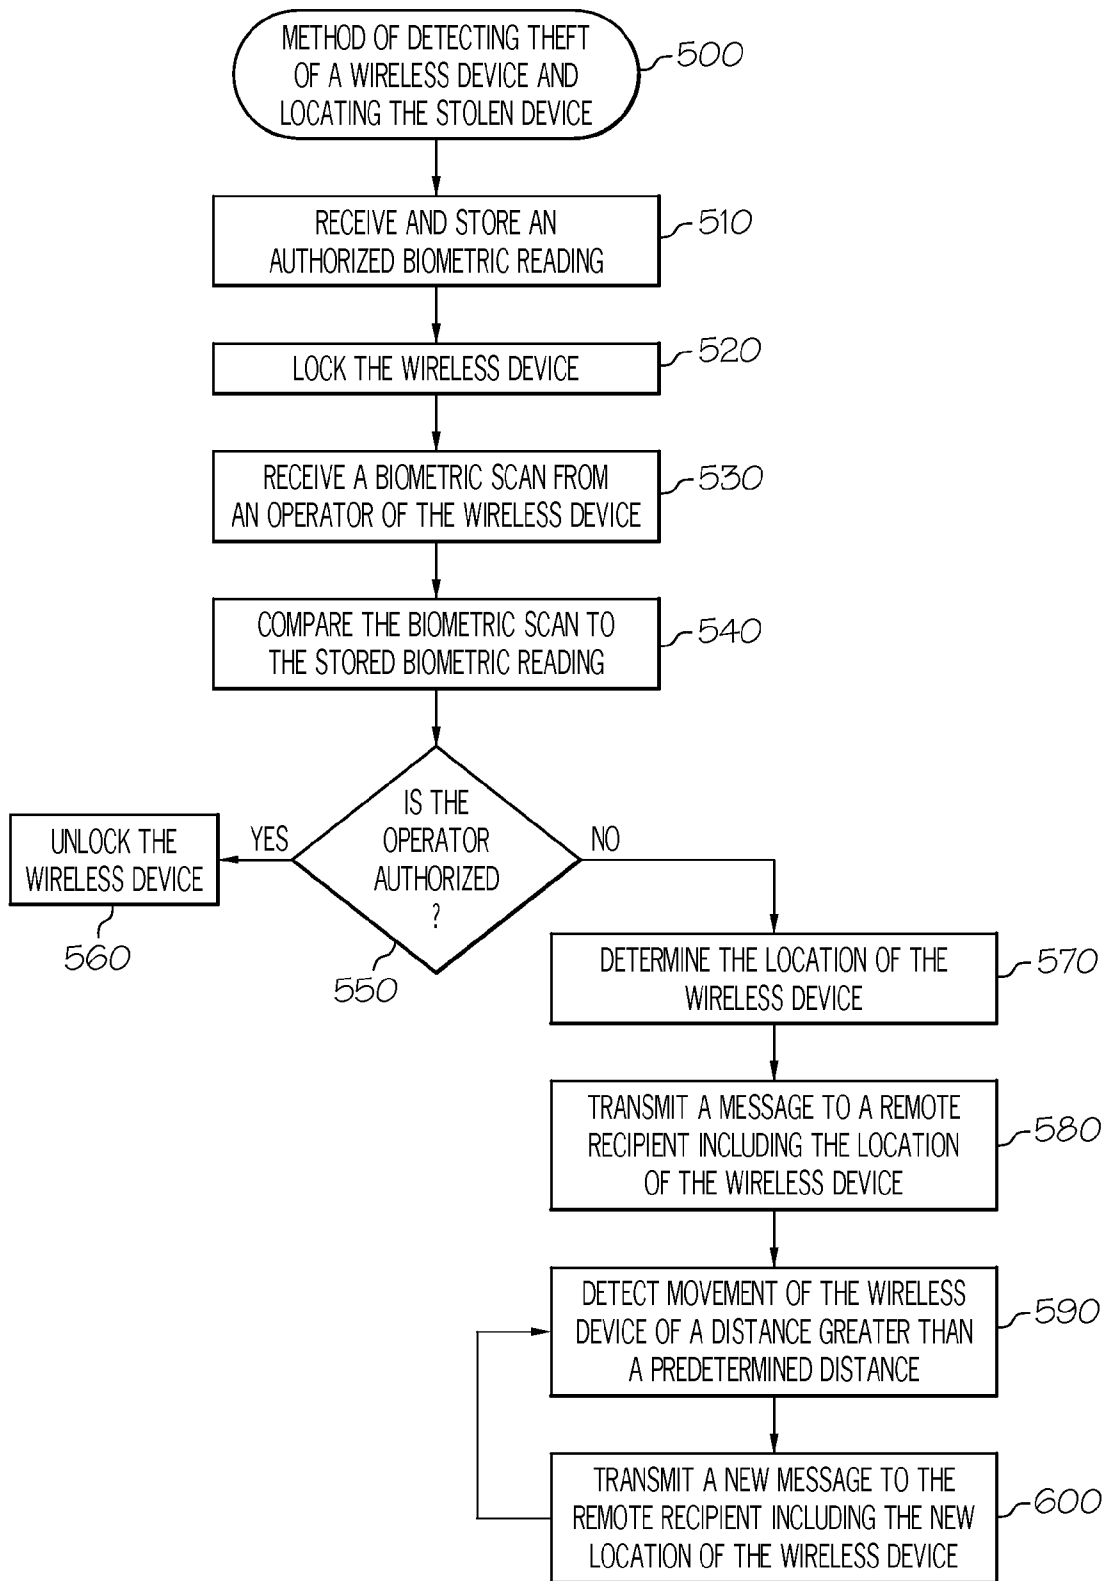 METHOD OF DETECTING THEFT
OF A WIRELESS DEVICE AND
LOCATING THE STOLEN DEVICE
500
RECEIVE AND STORE AN
AUTHORIZED BIOMETRIC READING
510
LOCK THE WIRELESS DEVICE
520
RECEIVE A BIOMETRIC SCAN FROM
AN OPERATOR OF THE WIRELESS DEVICE
530
COMPARE THE BIOMETRIC SCAN TO
THE STORED BIOMETRIC READING
540
IS THE
OPERATOR
AUTHORIZED
?
550
YES
UNLOCK THE
WIRELESS DEVICE
560
NO
DETERMINE THE LOCATION OF THE
WIRELESS DEVICE
570
TRANSMIT A MESSAGE TO A REMOTE
RECIPIENT INCLUDING THE LOCATION
OF THE WIRELESS DEVICE
580
DETECT MOVEMENT OF THE WIRELESS
DEVICE OF A DISTANCE GREATER THAN
A PREDETERMINED DISTANCE
590
TRANSMIT A NEW MESSAGE TO THE
REMOTE RECIPIENT INCLUDING THE NEW
LOCATION OF THE WIRELESS DEVICE
600